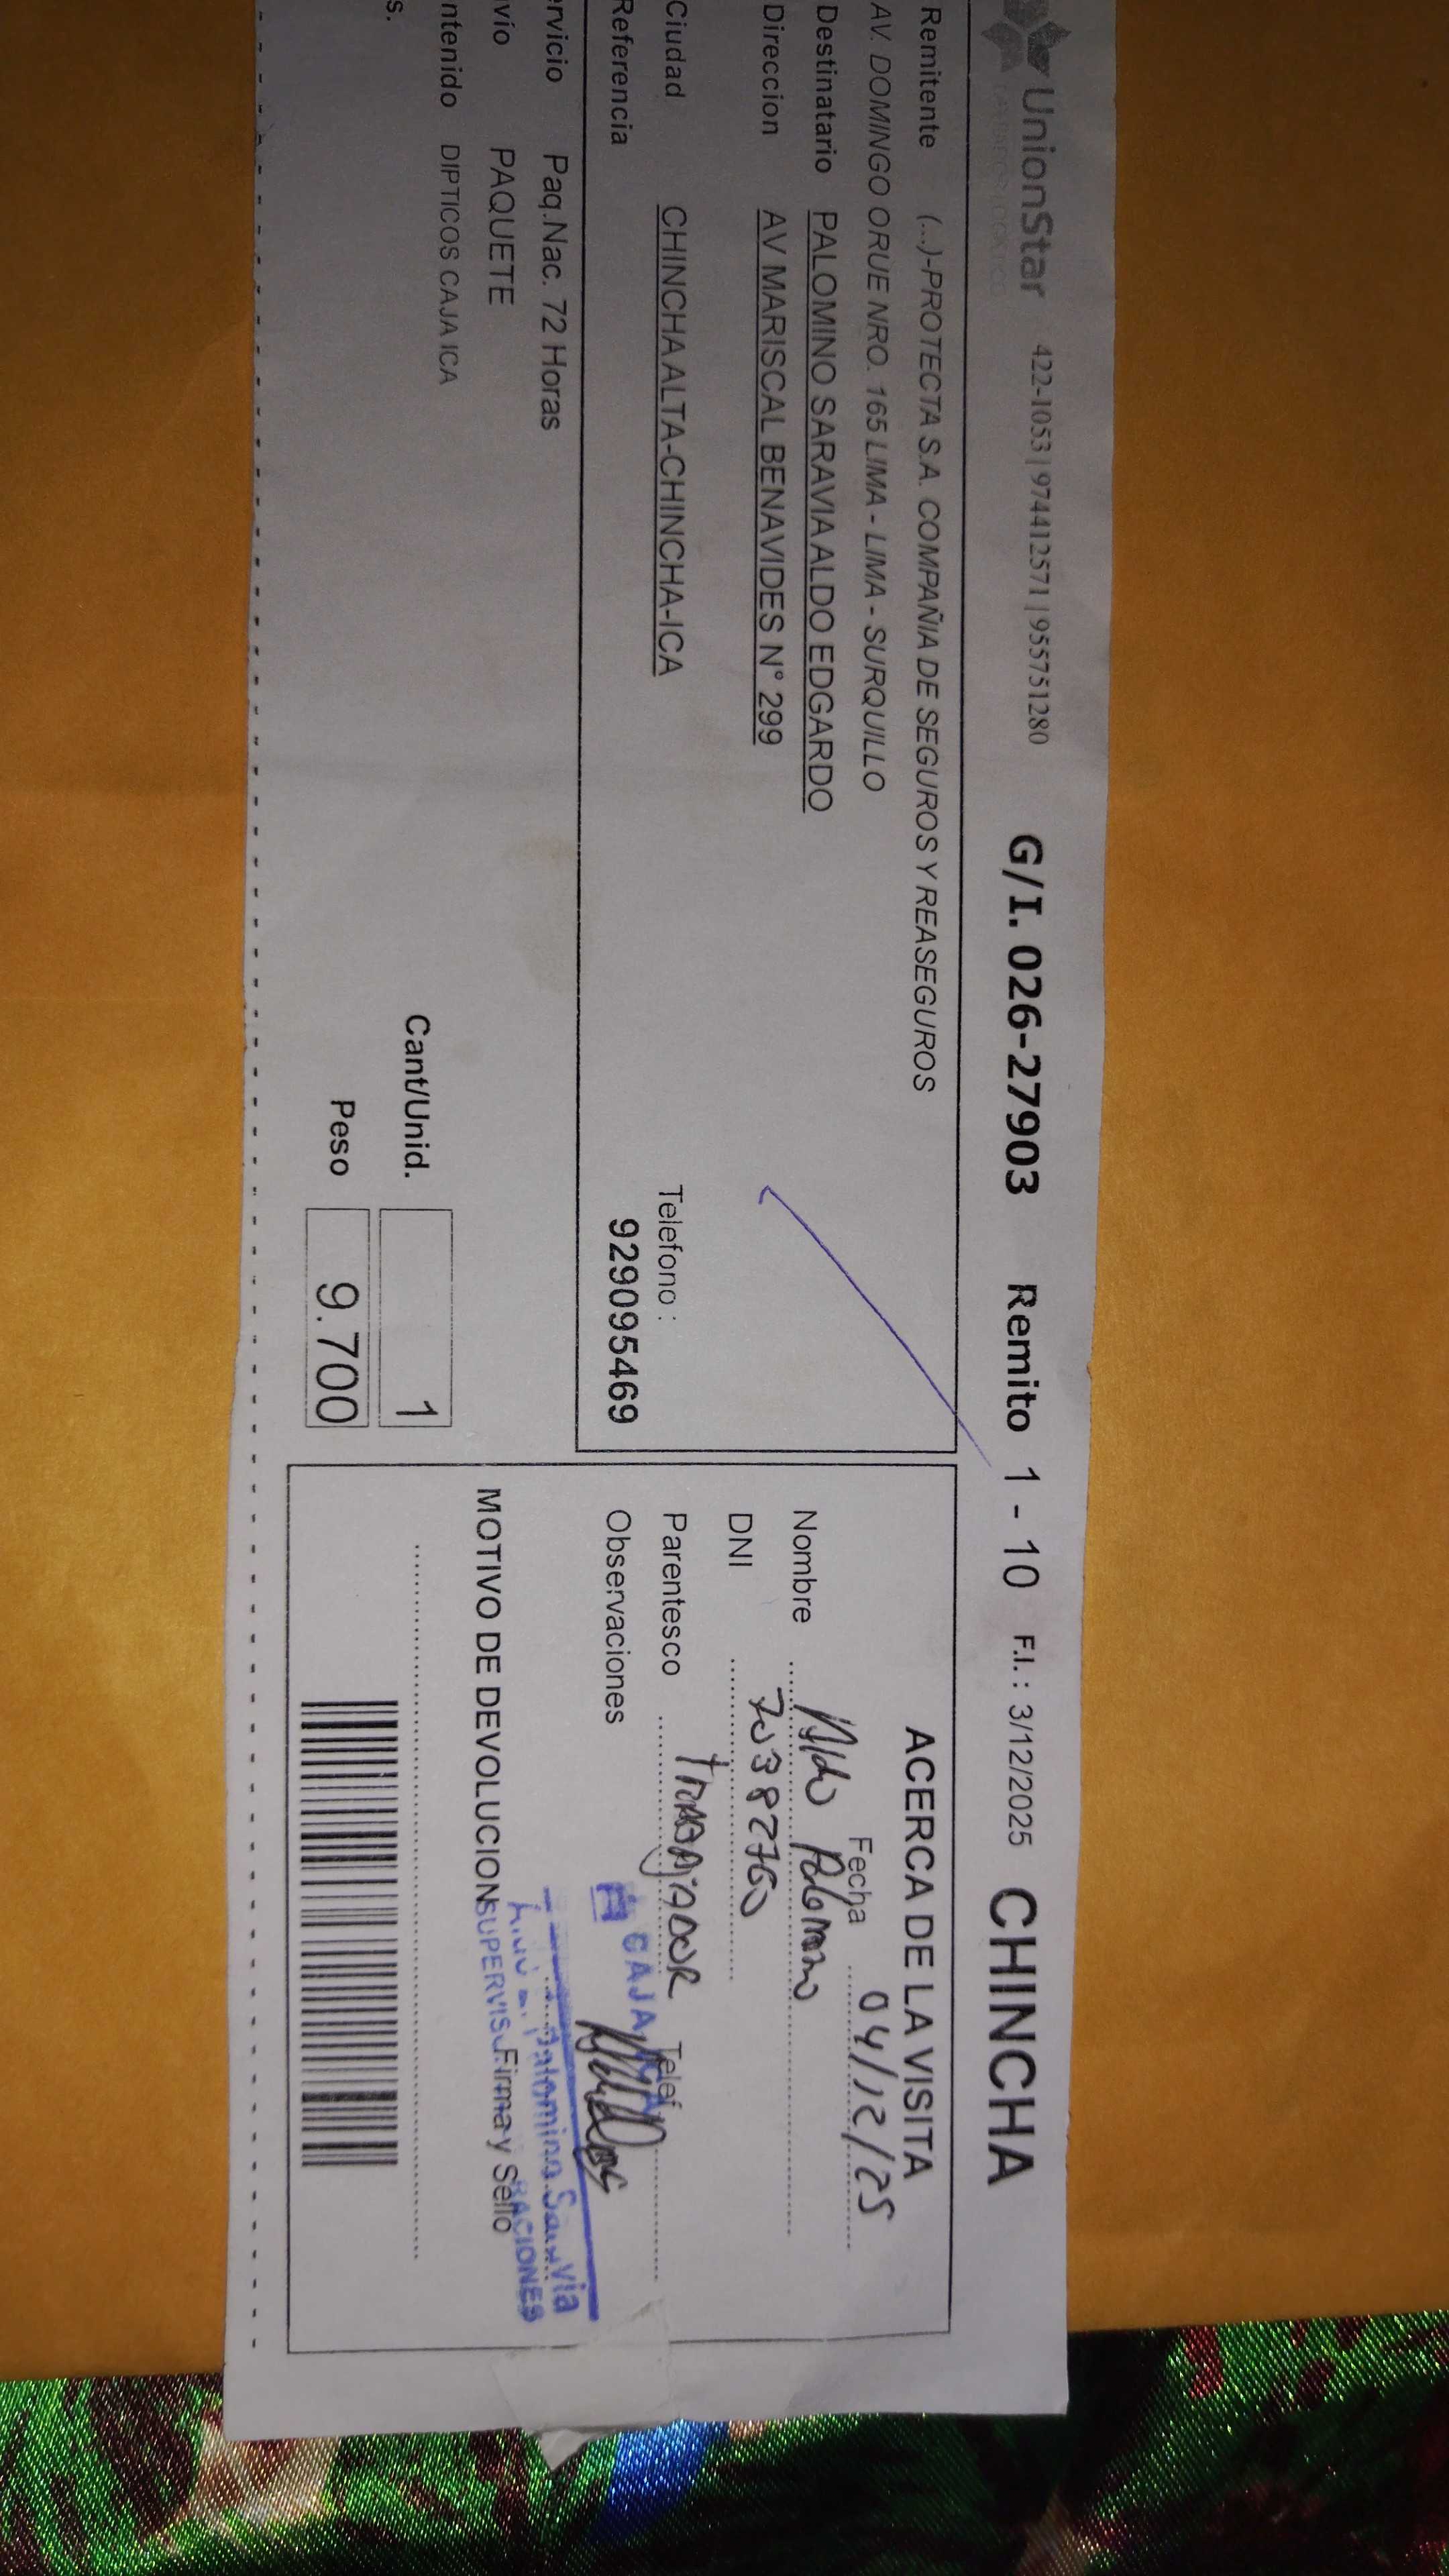 UnionStar 422-1053 | 974412571 | 955751280 G/I. 026-27903 Remito 1 - 10 F.I. : 3/12/2025 CHINCHA
Remitente (...)-PROTECTA S.A. COMPAÑIA DE SEGUROS Y REASEGUROS
AV. DOMINGO ORUE NRO. 165 LIMA - LIMA - SURQUILLO
Destinatario PALOMINO SARAVIA ALDO EDGARDO
Direccion AV MARISCAL BENAVIDES N° 299
Ciudad CHINCHA ALTA-CHINCHA-ICA Telefono :
Referencia 929095469
ervicio Paq.Nac. 72 Horas
vío PAQUETE
ntenido DIPTICOS CAJA ICA
s.
Cant/Unid. 1
Peso 9.700
ACERCA DE LA VISITA
Fecha 04/12/25
Nombre Aldo Palomino
DNI 70382760
Parentesco trabajador Telef
Observaciones
CAJA
Palomino Saravia
MOTIVO DE DEVOLUCION Firma y Sello